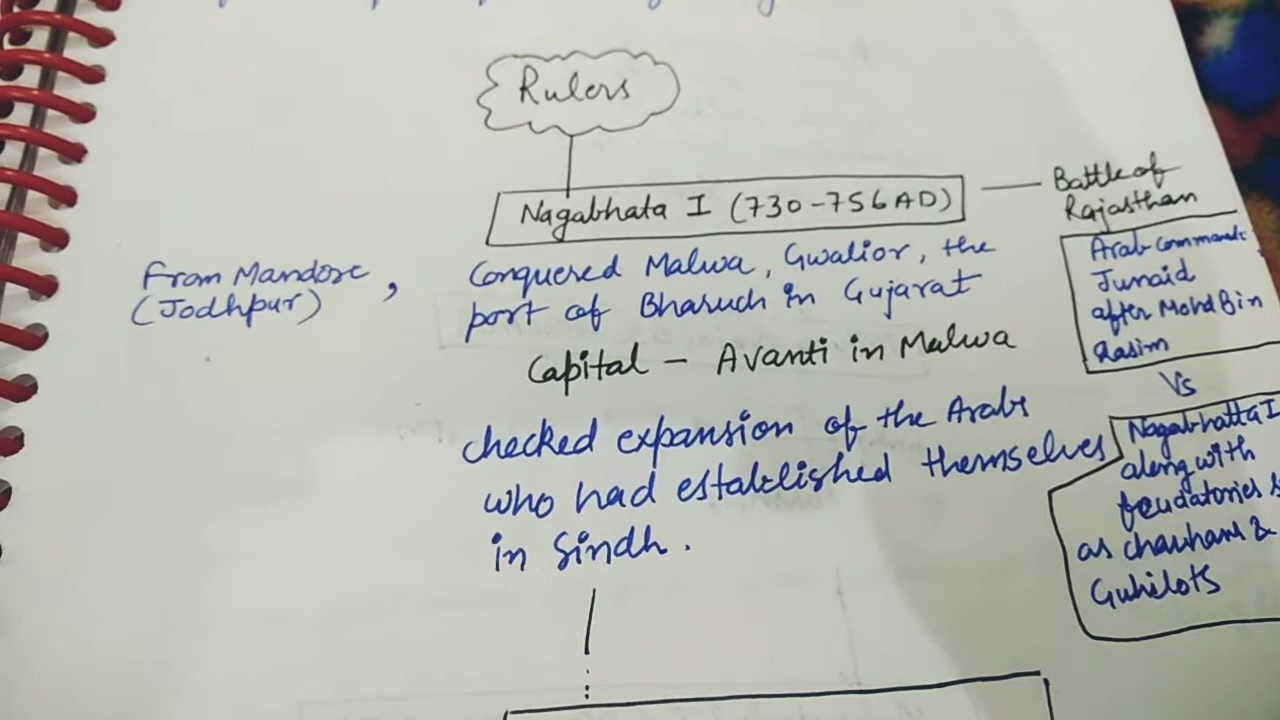 Rulers
Nagabhata I (730-756AD)
From Mandore
(Jodhpur) ,
Conquered Malwa, Gwalior, the
port of Bharuch in Gujarat
Capital - Avanti in Malwa
checked expansion of the Arabs
who had established themselves
in Sindh.
Battle of
Rajasthan
Arab
Junaid
after Mohd Bin
Qasim
Vs
Nagabhatta I
along with
feudatories
as chauhans &
Guhilots